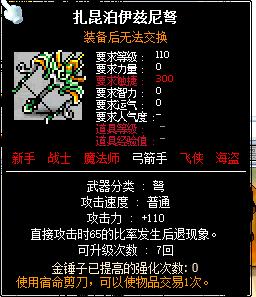 扎昆泊伊兹尼弩
装备后无法交换
要求等级：110
要求力量：0
要求敏捷：300
要求智力：0
要求运气：0
要求人气度：-
道具等级：-
道具经验值：-
新手 战士 魔法师 弓箭手 飞侠 海盗
武器分类：弩
攻击速度：普通
攻击力：+110
直接攻击时65的比率发生后退现象。
可升级次数：7回
金锤子已提高的强化次数：0
使用宿命剪刀，可以使物品交易1次。